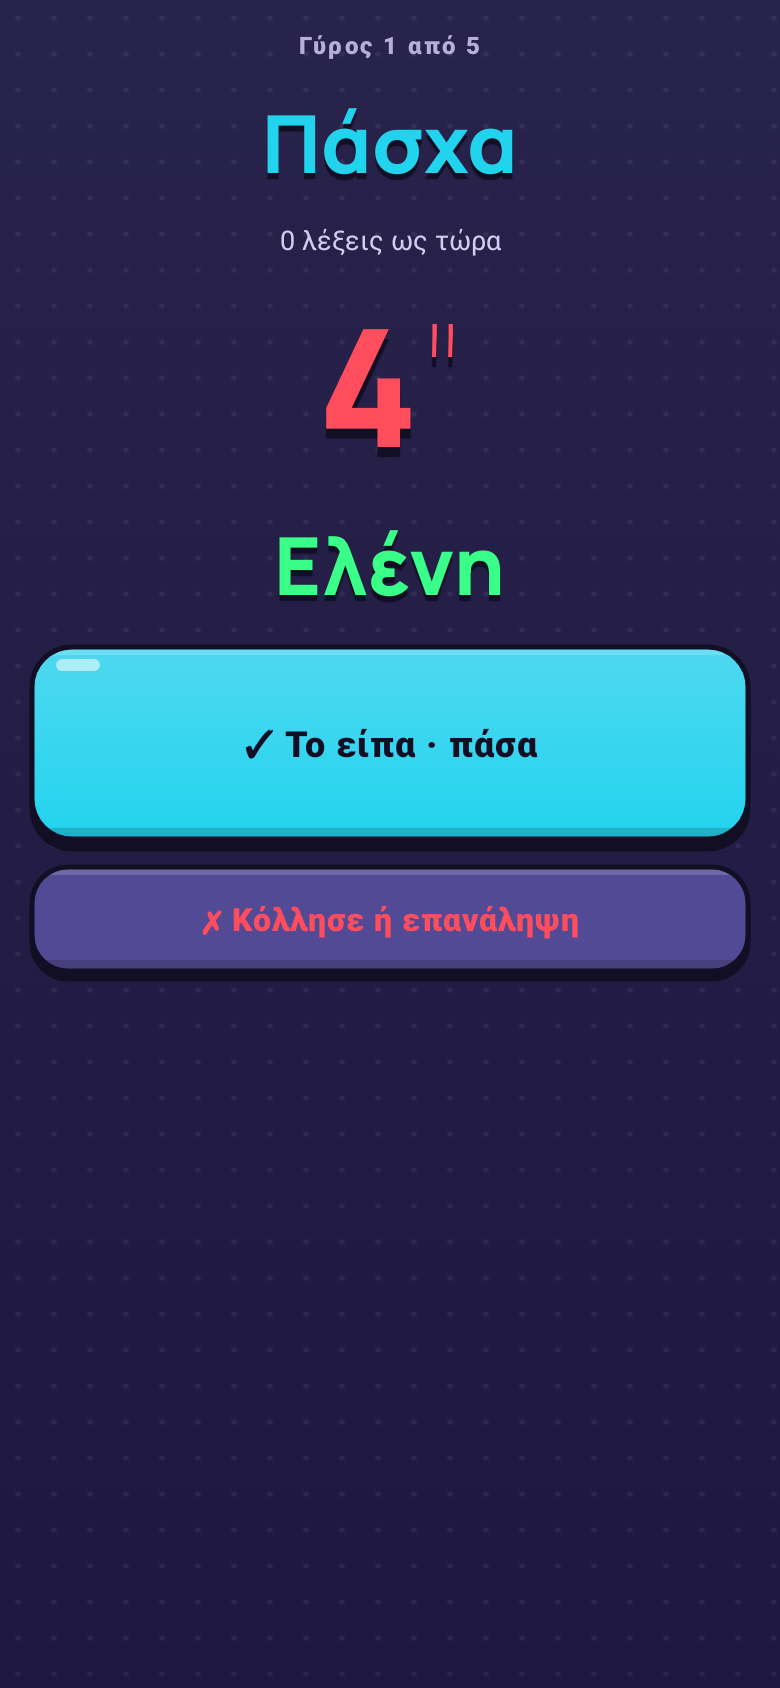 Γύρος 1 από 5
Πάσχα
0 λέξεις ως τώρα
4"
Ελένη
✓ Το είπα · πάσα
✗ Κόλλησε ή επανάληψη